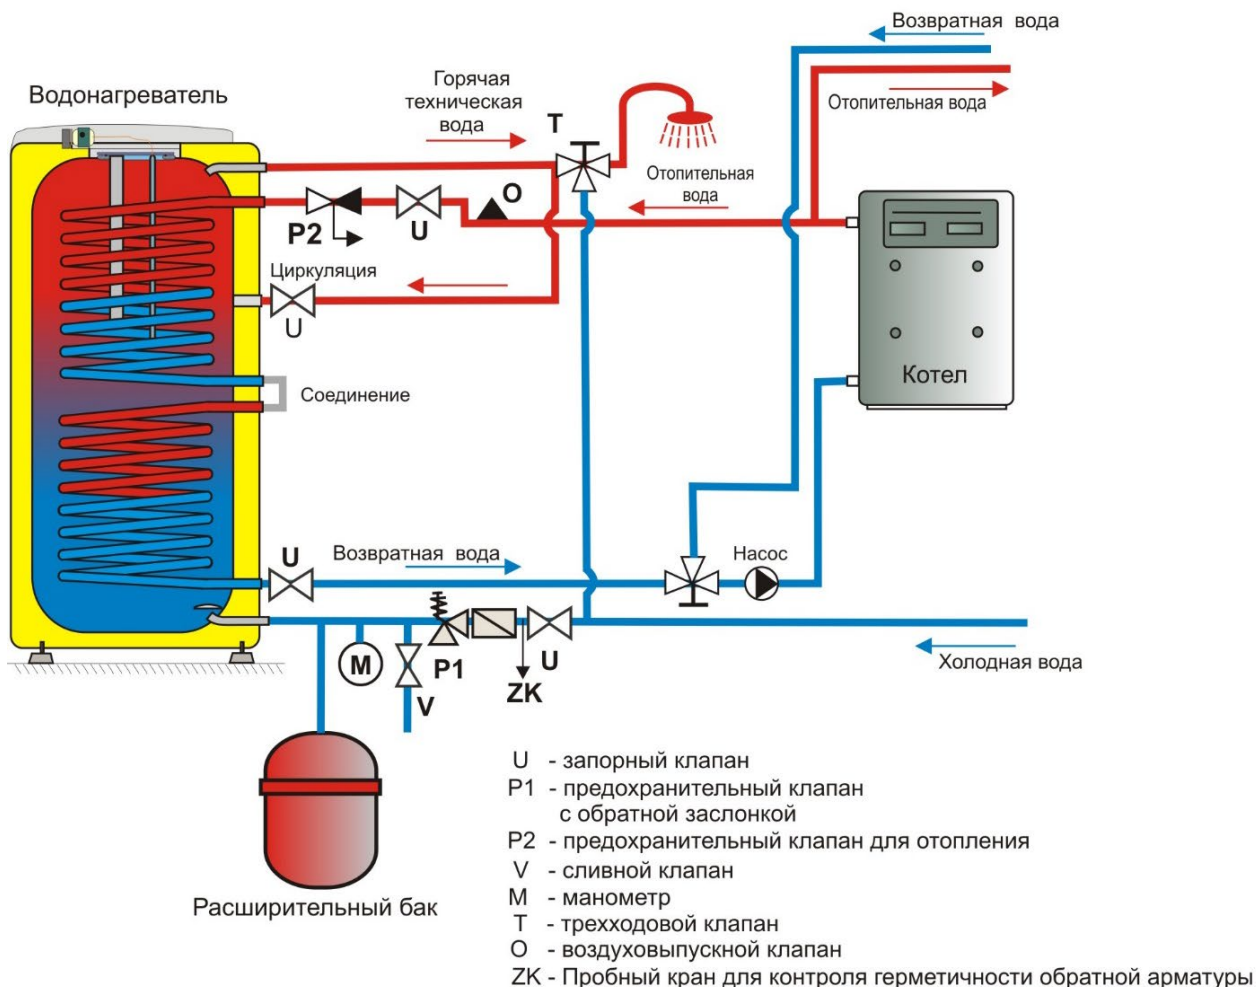 Возвратная вода
Водонагреватель
Горячая
техническая
вода
Отопительная вода
T
Отопительная
вода
O
P2
U
Циркуляция
U
Котел
Соединение
U
Возвратная вода
Насос
M
P1
U
Холодная вода
V
ZK
U - запорный клапан
P1 - предохранительный клапан
с обратной заслонкой
P2 - предохранительный клапан для отопления
V - сливной клапан
M - манометр
T - трехходовой клапан
O - воздуховыпускной клапан
ZK - Пробный кран для контроля герметичности обратной арматуры
Расширительный бак